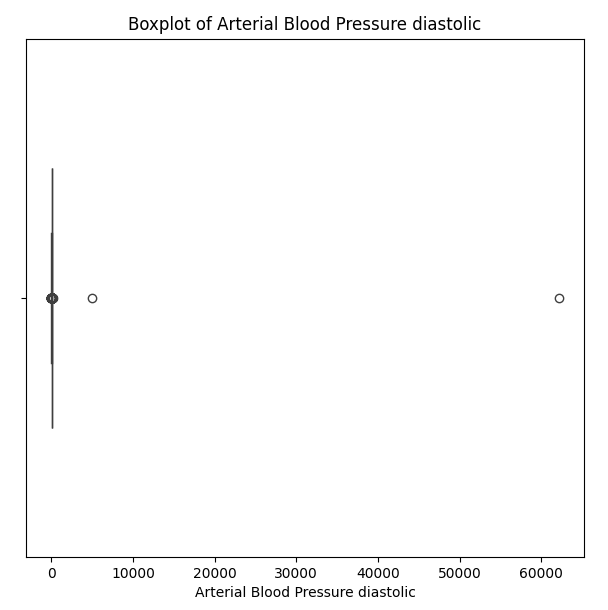 Boxplot of Arterial Blood Pressure diastolic
0 10000 20000 30000 40000 50000 60000
Arterial Blood Pressure diastolic